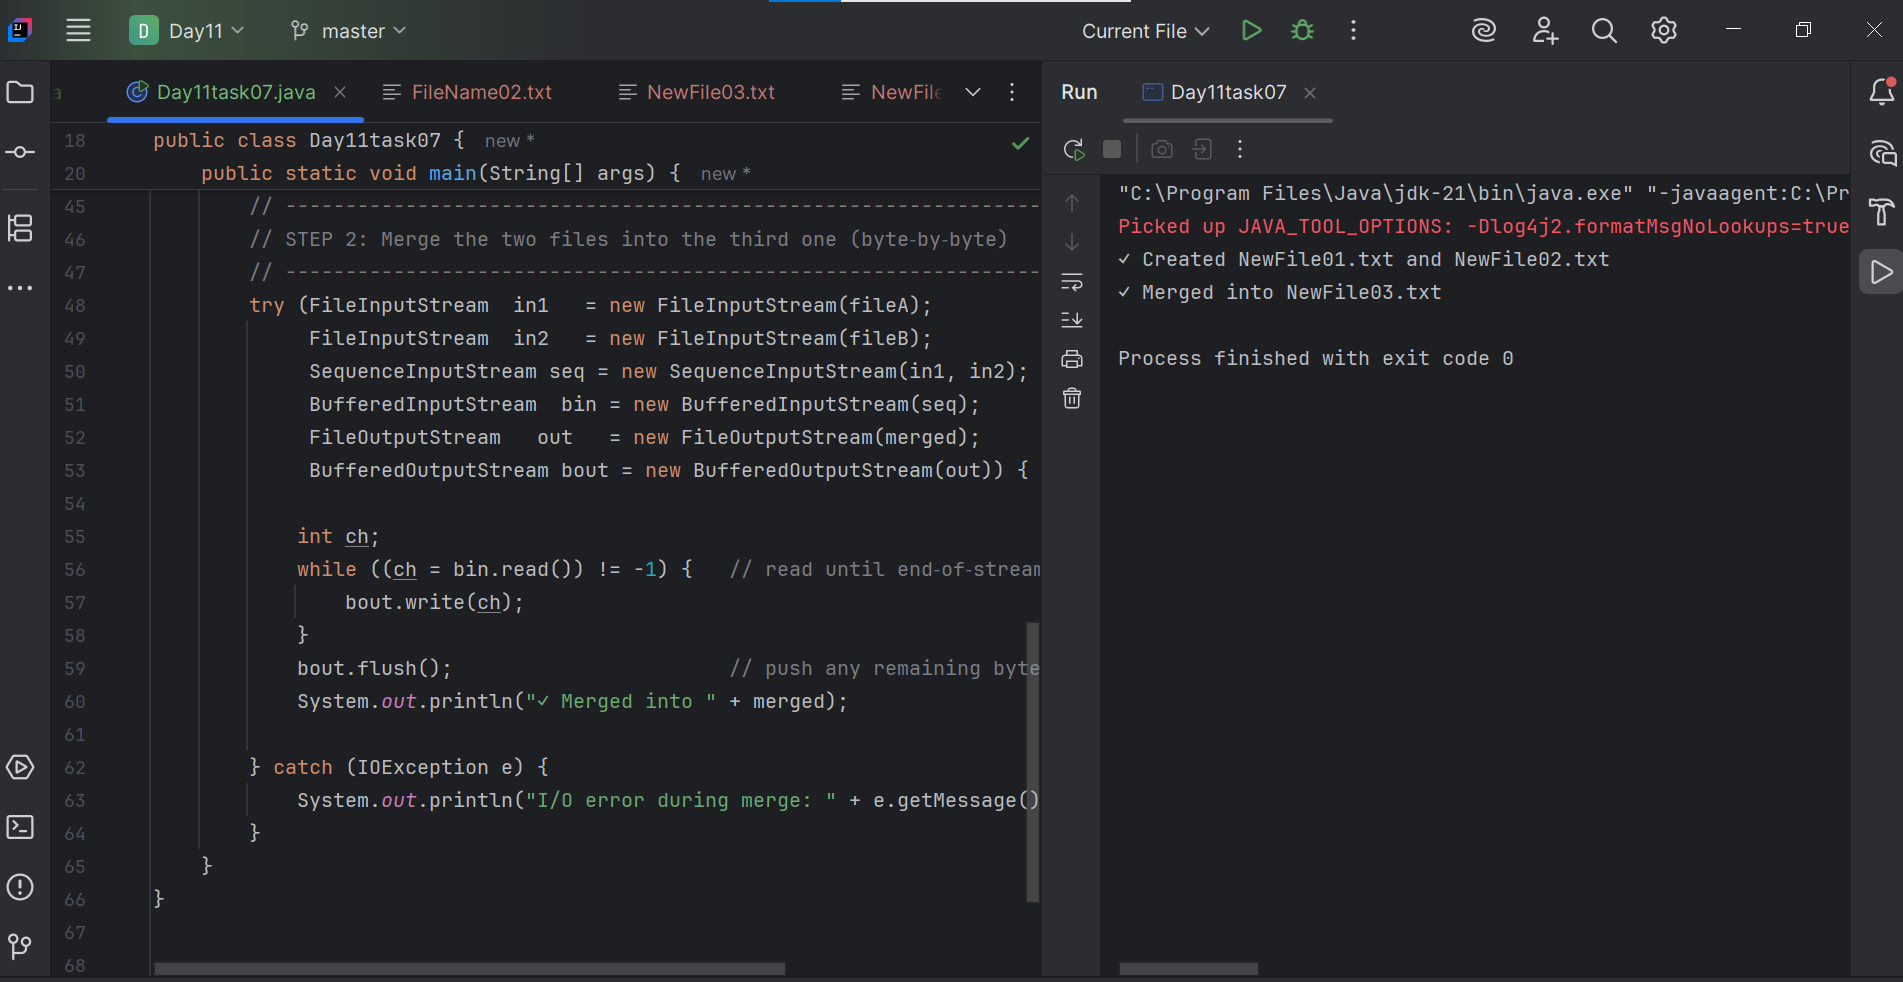 D Day11 master Current File
a Day11task07.java FileName02.txt NewFile03.txt NewFile
18 public class Day11task07 { new *
20 public static void main(String[] args) { new *
45 // ---------------------------------------------------------------
46 // STEP 2: Merge the two files into the third one (byte-by-byte)
47 // ---------------------------------------------------------------
48 try (FileInputStream in1 = new FileInputStream(fileA);
49 FileInputStream in2 = new FileInputStream(fileB);
50 SequenceInputStream seq = new SequenceInputStream(in1, in2);
51 BufferedInputStream bin = new BufferedInputStream(seq);
52 FileOutputStream out = new FileOutputStream(merged);
53 BufferedOutputStream bout = new BufferedOutputStream(out)) {
54
55 int ch;
56 while ((ch = bin.read()) != -1) { // read until end-of-stream
57 bout.write(ch);
58 }
59 bout.flush(); // push any remaining byte
60 System.out.println("✓ Merged into " + merged);
61
62 } catch (IOException e) {
63 System.out.println("I/O error during merge: " + e.getMessage()
64 }
65 }
66 }
67
68
Run Day11task07
"C:\Program Files\Java\jdk-21\bin\java.exe" "-javaagent:C:\Pr
Picked up JAVA_TOOL_OPTIONS: -Dlog4j2.formatMsgNoLookups=true
✓ Created NewFile01.txt and NewFile02.txt
✓ Merged into NewFile03.txt
Process finished with exit code 0